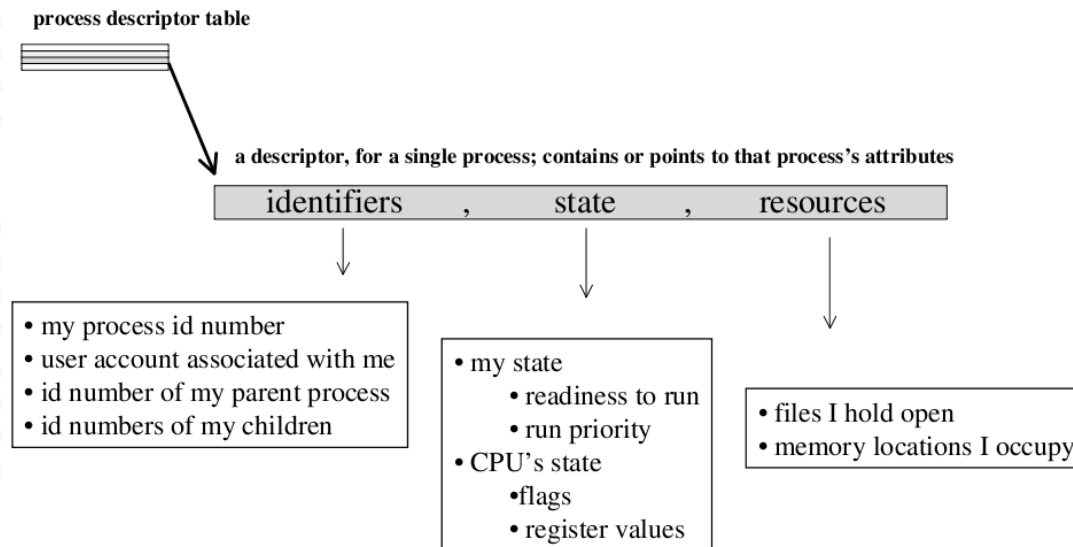 process descriptor table
a descriptor, for a single process; contains or points to that process's attributes
identifiers , state , resources
• my process id number
• user account associated with me
• id number of my parent process
• id numbers of my children
• my state
• readiness to run
• run priority
• CPU's state
•flags
• register values
• files I hold open
• memory locations I occupy